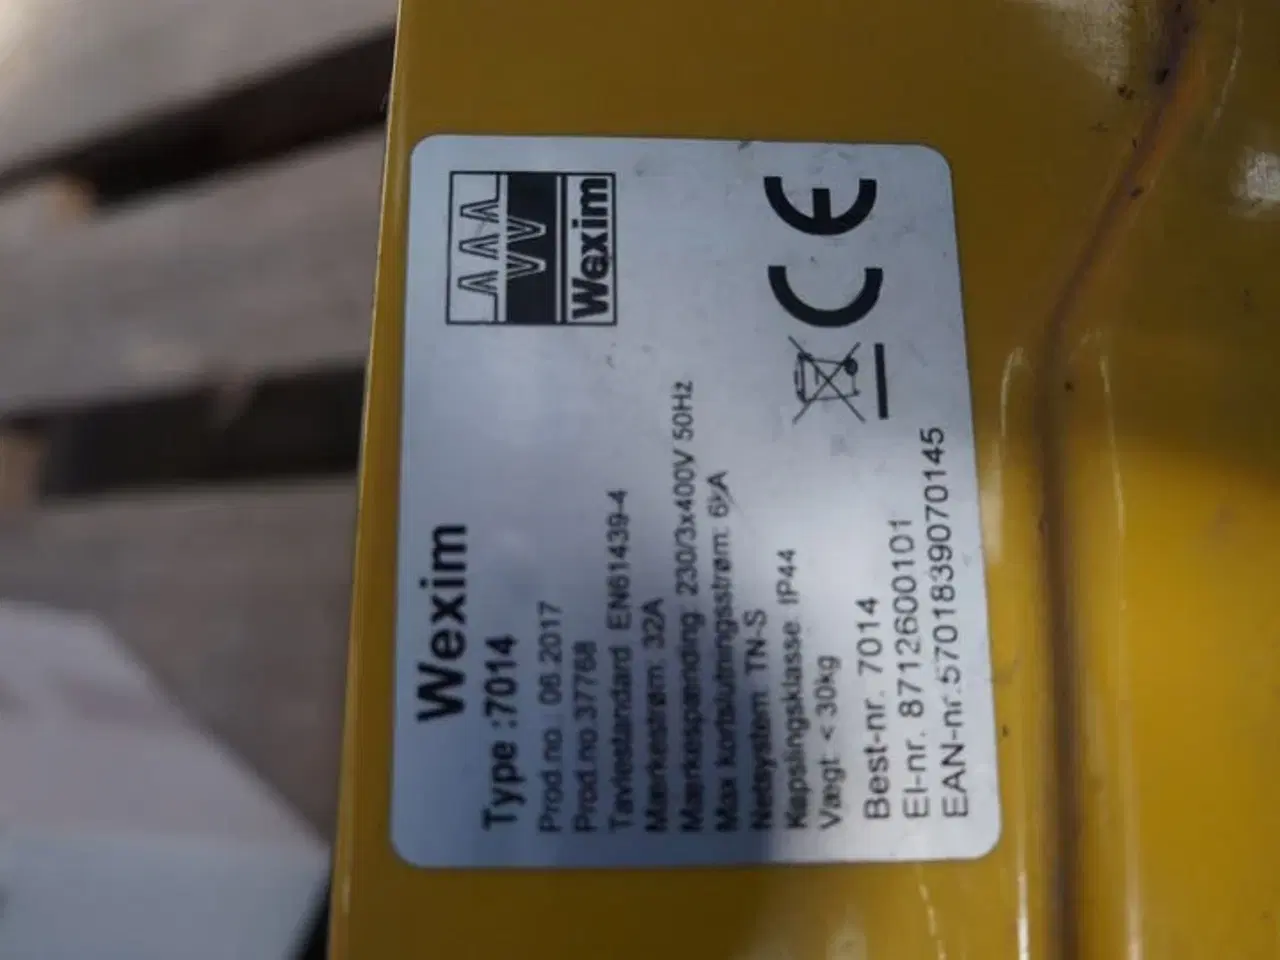 Wexim
Wexim
Type :7014
Prod.no. 06.2017
Prod.no.37768
Tavlestandard EN61439-4
Mærkestrøm: 32A
Mærkespænding: 230/3x400V 50Hz
Max kortslutningsstrøm: 6kA
Netsystem: TN-S
Kapslingsklasse: IP44
Vægt: < 30kg
Best-nr. 7014
El-nr. 8712600101
EAN-nr.5701839070145
CE